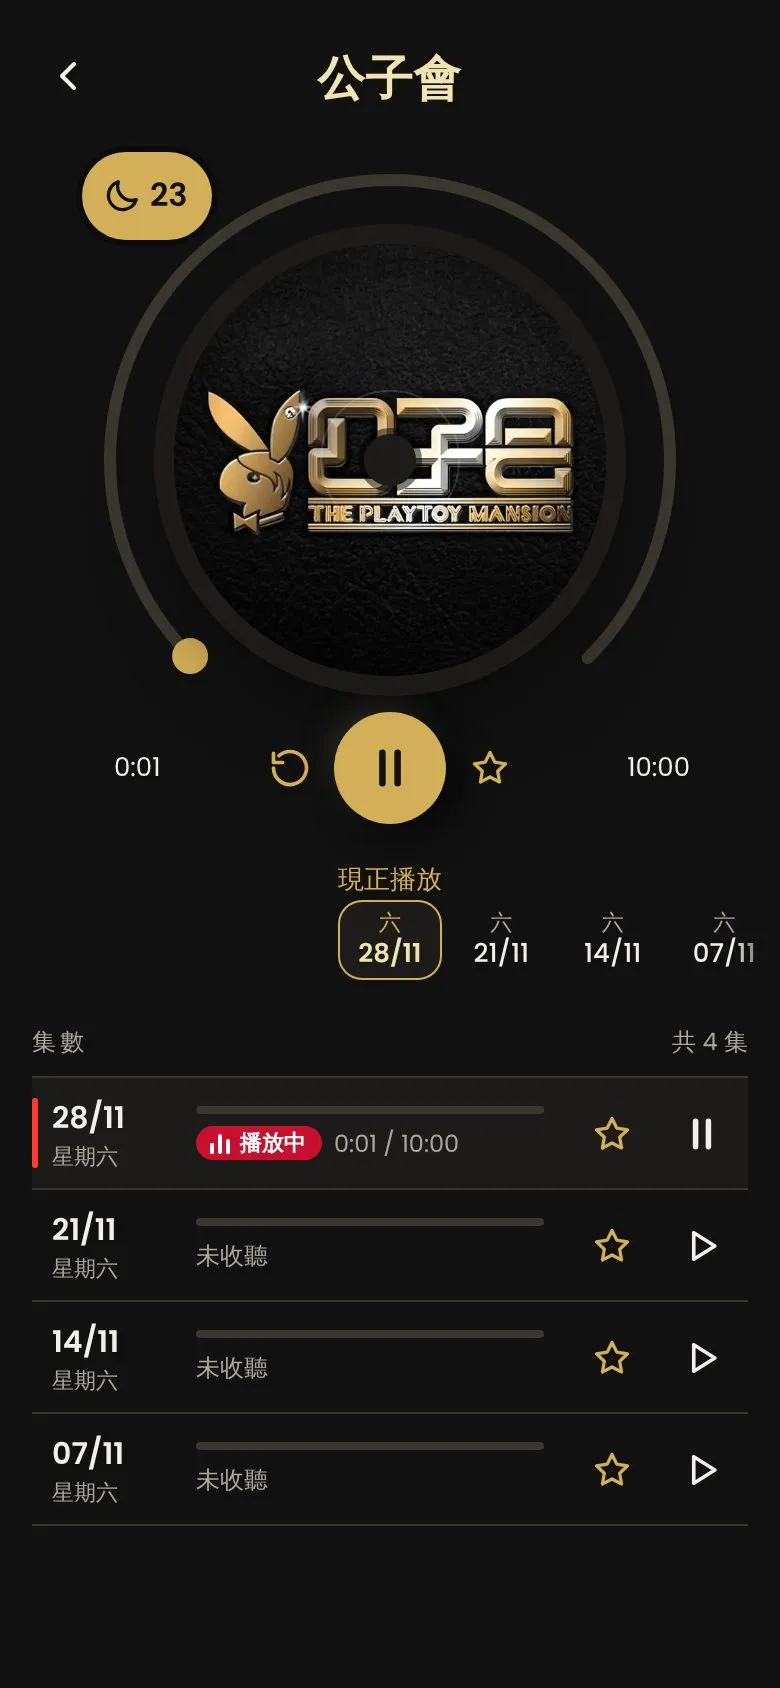 公子會
23
THE PLAYTOY MANSION
0:01
10:00
現正播放
六 六 六 六
28/11 21/11 14/11 07/11
集數 共 4 集
28/11
星期六
播放中 0:01 / 10:00
21/11
星期六
未收聽
14/11
星期六
未收聽
07/11
星期六
未收聽